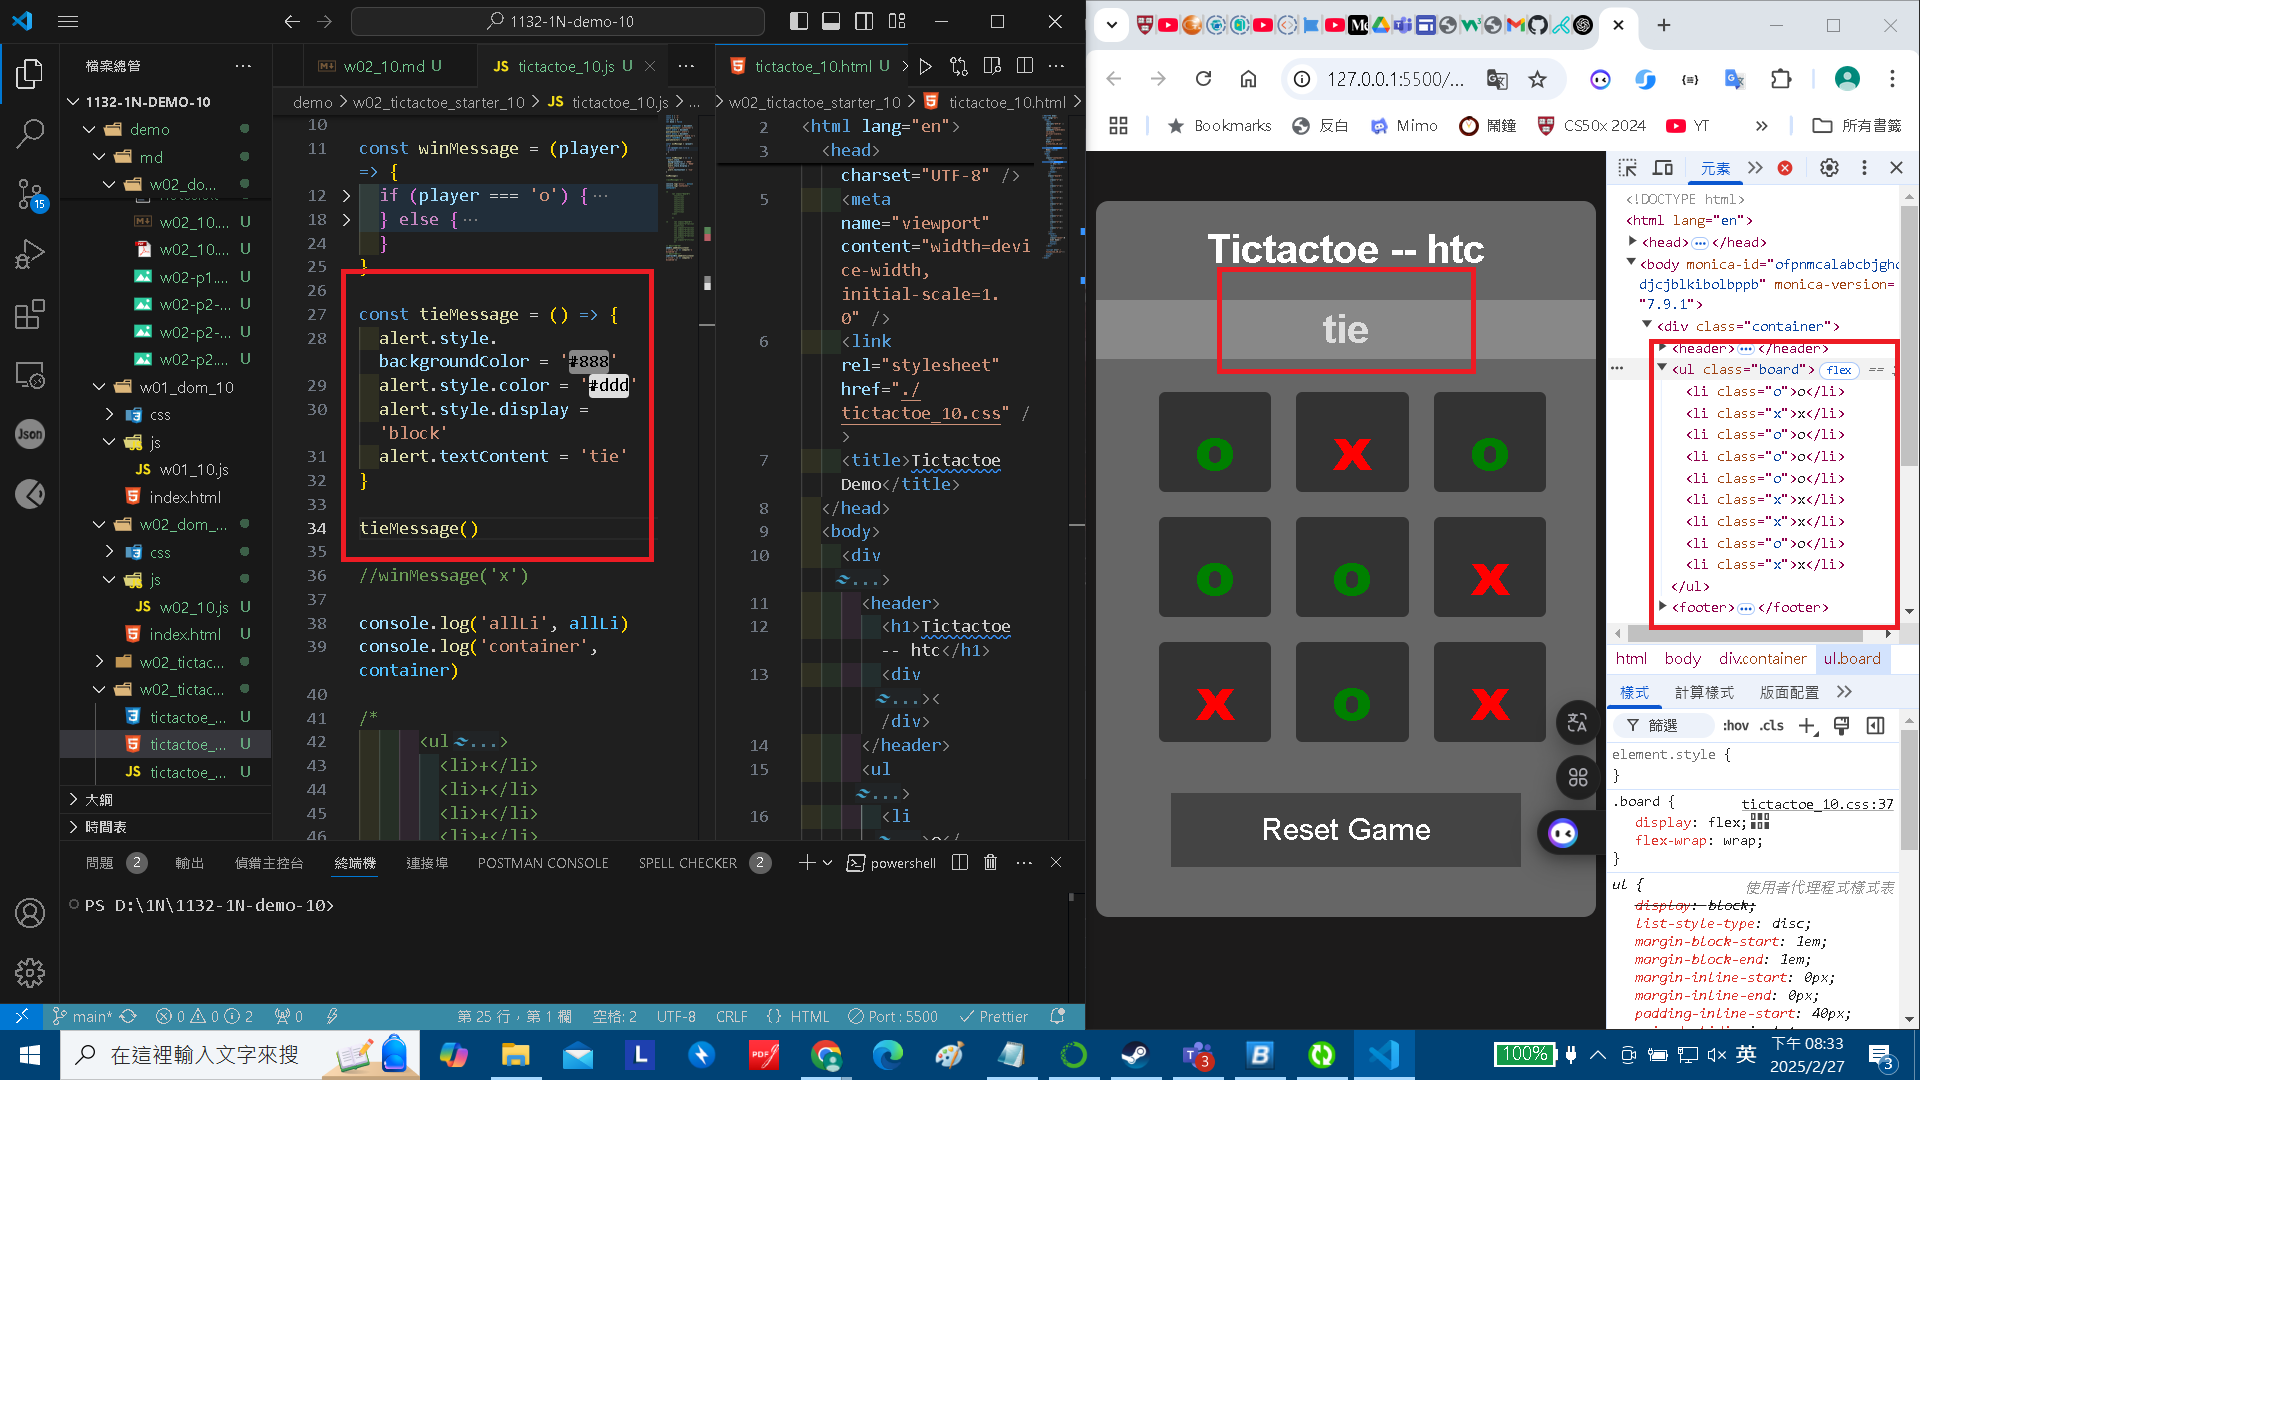 1132-1N-demo-10
檔案總管
1132-1N-DEMO-10
demo
md
w02_do...
w02_10.... U
w02_10.... U
w02-p1.... U
w02-p2-... U
w02-p2-... U
w02-p2.... U
w01_dom_10
css
js
w01_10.js
index.html
w02_dom_...
css
js
w02_10.js U
index.html U
w02_tictac...
w02_tictac...
tictactoe_... U
tictactoe_... U
tictactoe_... U
大綱
時間表
15
Json
w02_10.md U
tictactoe_10.js U
demo > w02_tictactoe_starter_10 > JS tictactoe_10.js > ...
10
11 const winMessage = (player)
=> {
12 if (player === 'o') {...
18 } else {...
24 }
25 }
26
27 const tieMessage = () => {
28 alert.style.
backgroundColor = '#888'
29 alert.style.color = '#ddd'
30 alert.style.display =
'block'
31 alert.textContent = 'tie'
32 }
33
34 tieMessage()
35
36 //winMessage('x')
37
38 console.log('allLi', allLi)
39 console.log('container',
container)
40
41 /*
42 <ul ...>
43 <li>+</li>
44 <li>+</li>
45 <li>+</li>
46 <li>+</li>
tictactoe_10.html U
w02_tictactoe_starter_10 > tictactoe_10.html >
2 <html lang="en">
3 <head>
charset="UTF-8" />
5 <meta
name="viewport"
content="width=devi
ce-width,
initial-scale=1.
0" />
6 <link
rel="stylesheet"
href="./
tictactoe_10.css" /
>
7 <title>Tictactoe
Demo</title>
8 </head>
9 <body>
10 <div
...>
11 <header>
12 <h1>Tictactoe
-- htc</h1>
13 <div
...><
/div>
14 </header>
15 <ul
...>
16 <li
問題 2 輸出 偵錯主控台 終端機 連接埠 POSTMAN CONSOLE SPELL CHECKER 2 powershell
PS D:\1N\1132-1N-demo-10>
main* 0 0 2 0 第 25 行，第 1 欄 空格: 2 UTF-8 CRLF {} HTML Port : 5500 Prettier
127.0.0.1:5500/...
Bookmarks 反白 Mimo 鬧鐘 CS50x 2024 YT 所有書籤
Tictactoe -- htc
tie
o x o
o o x
x o x
Reset Game
元素
<!DOCTYPE html>
<html lang="en">
<head>...</head>
<body monica-id="ofpnmcalabcbjghc
djcjblkibolbppb" monica-version=
"7.9.1">
<div class="container">
<header>...</header>
<ul class="board"> flex ==
<li class="o">o</li>
<li class="x">x</li>
<li class="o">o</li>
<li class="o">o</li>
<li class="o">o</li>
<li class="x">x</li>
<li class="x">x</li>
<li class="o">o</li>
<li class="x">x</li>
</ul>
<footer>...</footer>
html body div.container ul.board
樣式 計算樣式 版面配置
篩選 :hov .cls
element.style {
}
.board { tictactoe_10.css:37
display: flex;
flex-wrap: wrap;
}
ul { 使用者代理程式樣式表
display: block;
list-style-type: disc;
margin-block-start: 1em;
margin-block-end: 1em;
margin-inline-start: 0px;
margin-inline-end: 0px;
padding-inline-start: 40px;
在這裡輸入文字來搜
L PDF 3 B
100% 英 下午 08:33
2025/2/27 3